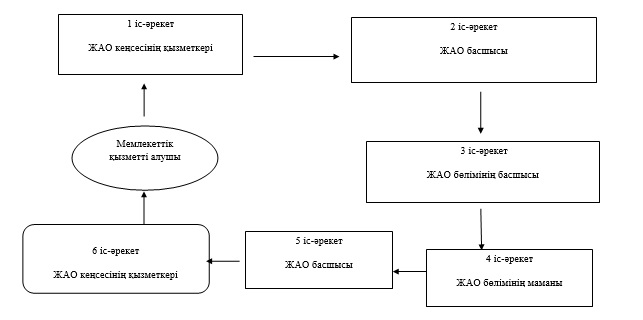 1 іс-әрекет
ЖАО кеңсесінің қызметкері
2 іс-әрекет
ЖАО басшысы
3 іс-әрекет
ЖАО бөлімінің басшысы
4 іс-әрекет
ЖАО бөлімінің маманы
5 іс-әрекет
ЖАО басшысы
6 іс-әрекет
ЖАО кеңсесінің қызметкері
Мемлекеттік
қызметті алушы